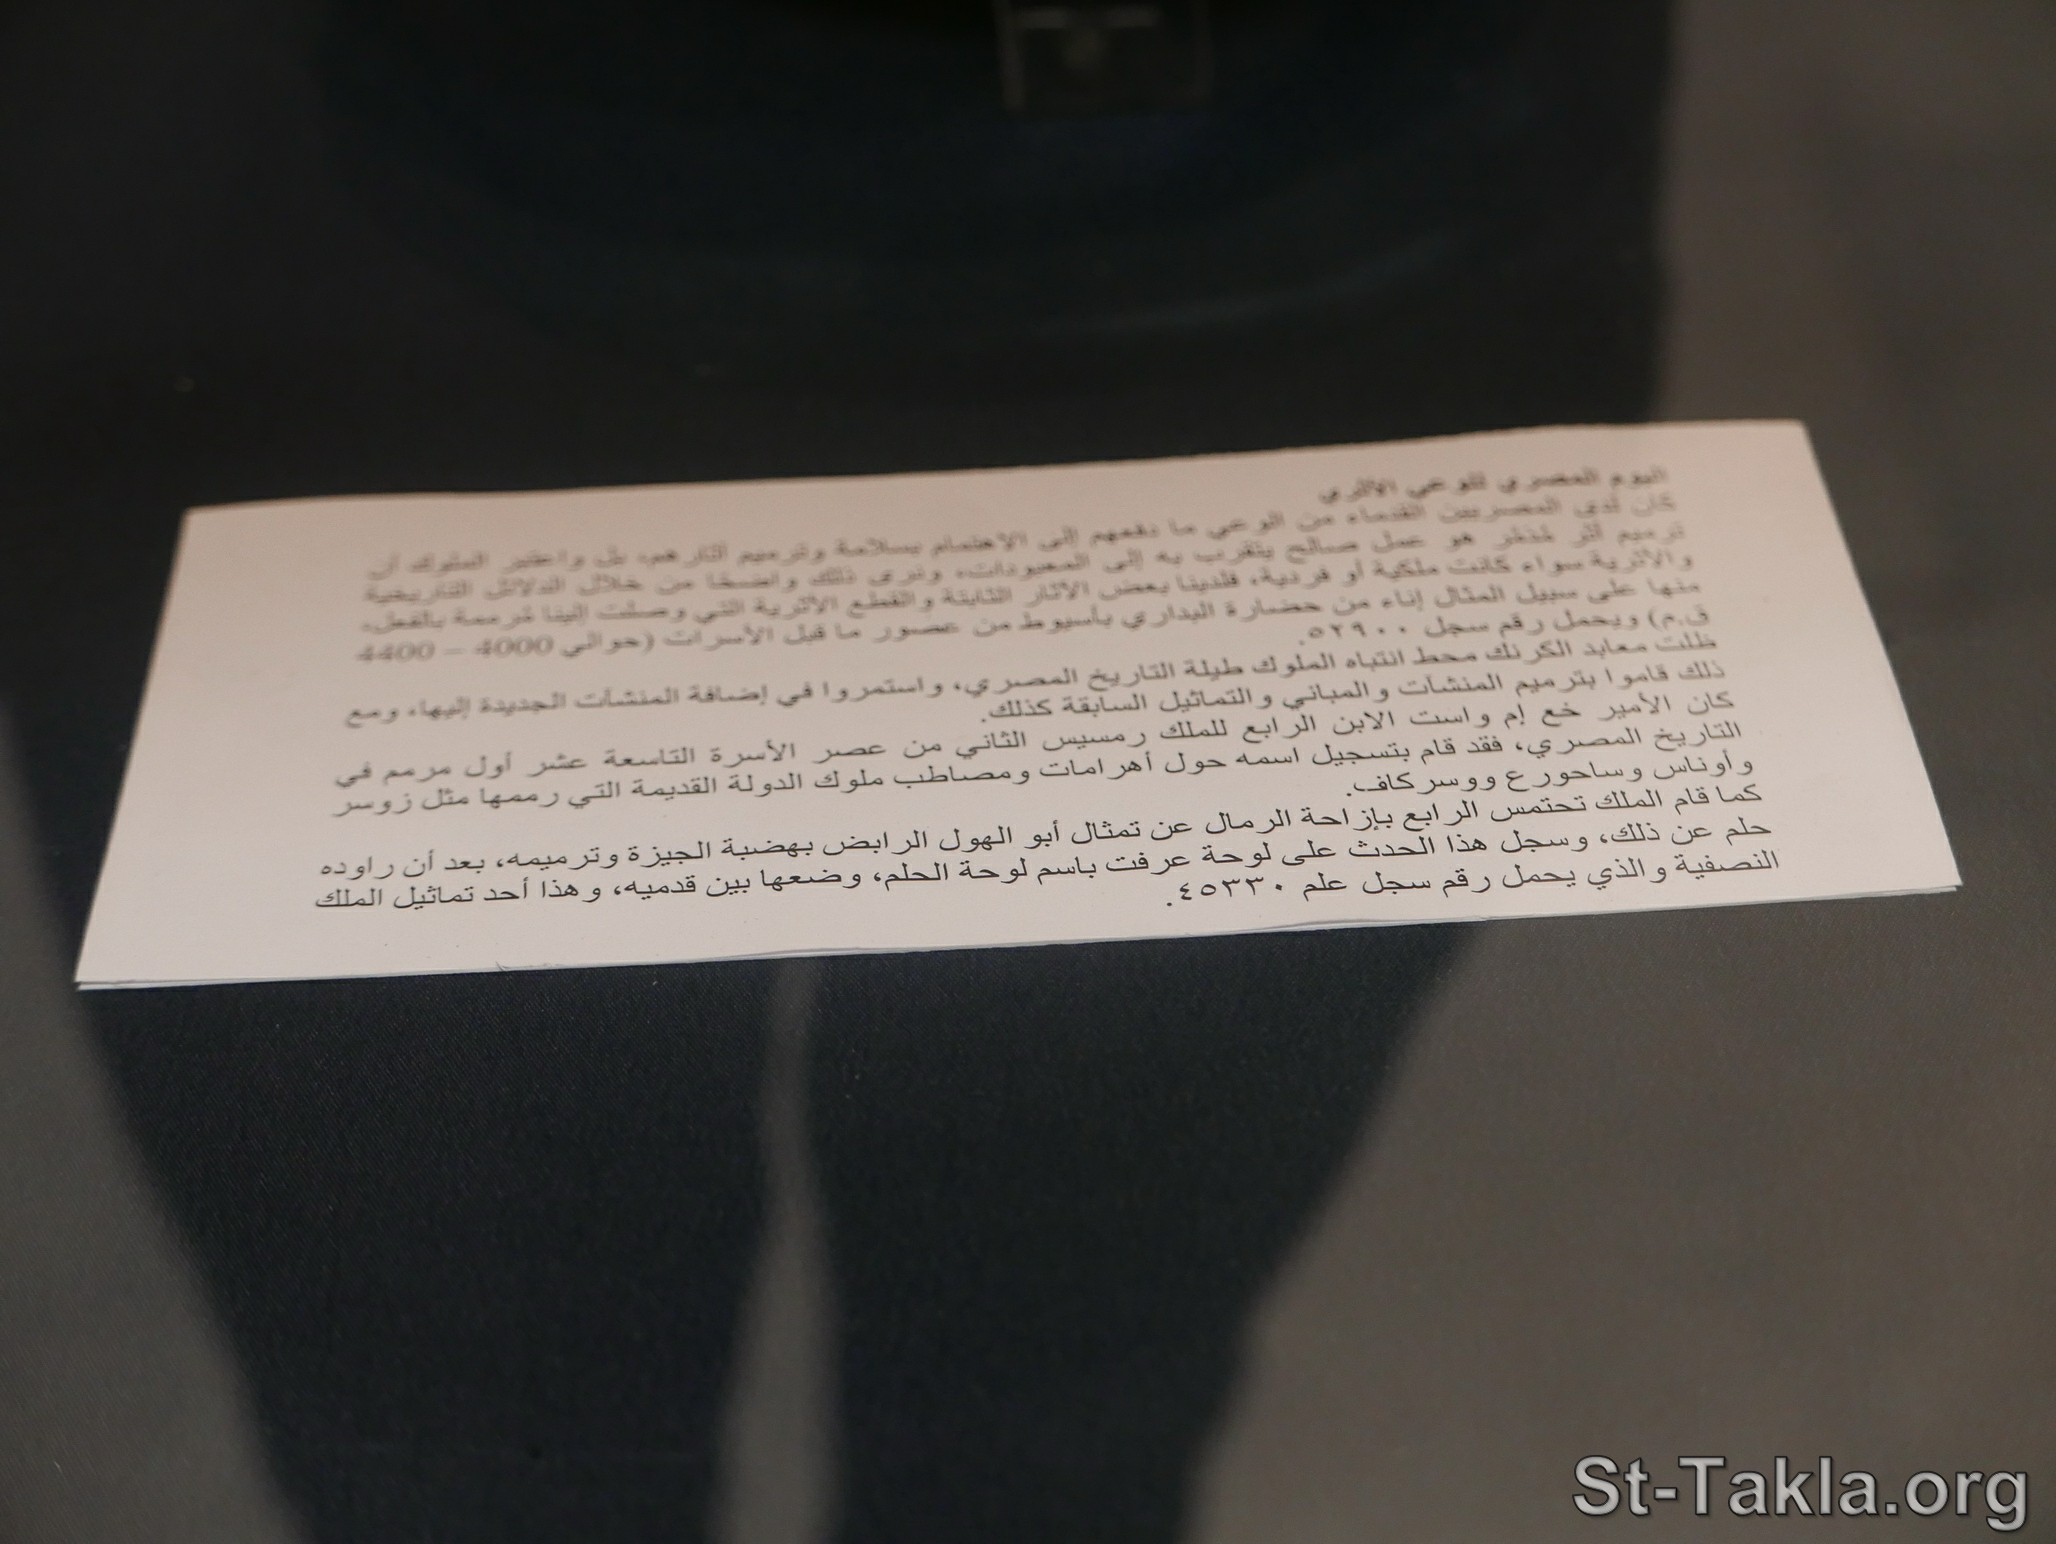 اليوم المصري للوعي الأثري
كان لدي المصريين القدماء من الوعي ما دفعهم إلى الاهتمام بسلامة وترميم آثارهم، بل واعتبر الملوك أن
ترميم أثر مُندثر هو عمل صالح يتقرب به إلى المعبودات، ونرى ذلك واضحًا من خلال الدلائل التاريخية
والأثرية سواء كانت ملكية أو فردية، فلدينا بعض الآثار الثابتة والقطع الأثرية التي وصلت إلينا مُرممة بالفعل،
منها على سبيل المثال إناء من حضارة البداري بأسيوط من عصور ما قبل الأسرات (حوالي 4000 – 4400
ق.م) ويحمل رقم سجل ٥٢٩٠٠.
ظلت معابد الكرنك محط انتباه الملوك طيلة التاريخ المصري، واستمروا في إضافة المنشآت الجديدة إليها، ومع
ذلك قاموا بترميم المنشآت والمباني والتماثيل السابقة كذلك.
كان الأمير خع إم واست الابن الرابع للملك رمسيس الثاني من عصر الأسرة التاسعة عشر أول مرمم في
التاريخ المصري، فقد قام بتسجيل اسمه حول أهرامات ومصاطب ملوك الدولة القديمة التي رممها مثل زوسر
وأوناس وساحورع ووسركاف.
كما قام الملك تحتمس الرابع بإزاحة الرمال عن تمثال أبو الهول الرابض بهضبة الجيزة وترميمه، بعد أن راوده
حلم عن ذلك، وسجل هذا الحدث على لوحة عرفت باسم لوحة الحلم، وضعها بين قدميه، وهذا أحد تماثيل الملك
النصفية والذي يحمل رقم سجل علم ٤٥٣٣٠.
St-Takla.org